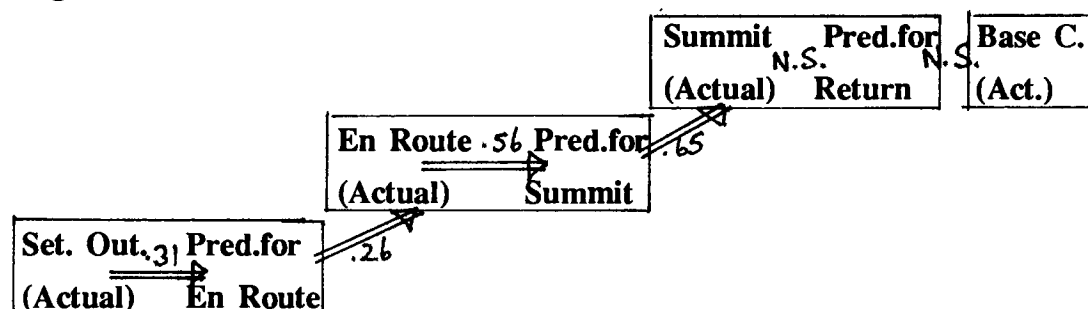 Summit N.S. Pred.for N.S. Base C.
(Actual) Return (Act.)
En Route .56 Pred.for .65
(Actual) Summit
Set. Out. .31 Pred.for .26
(Actual) En Route